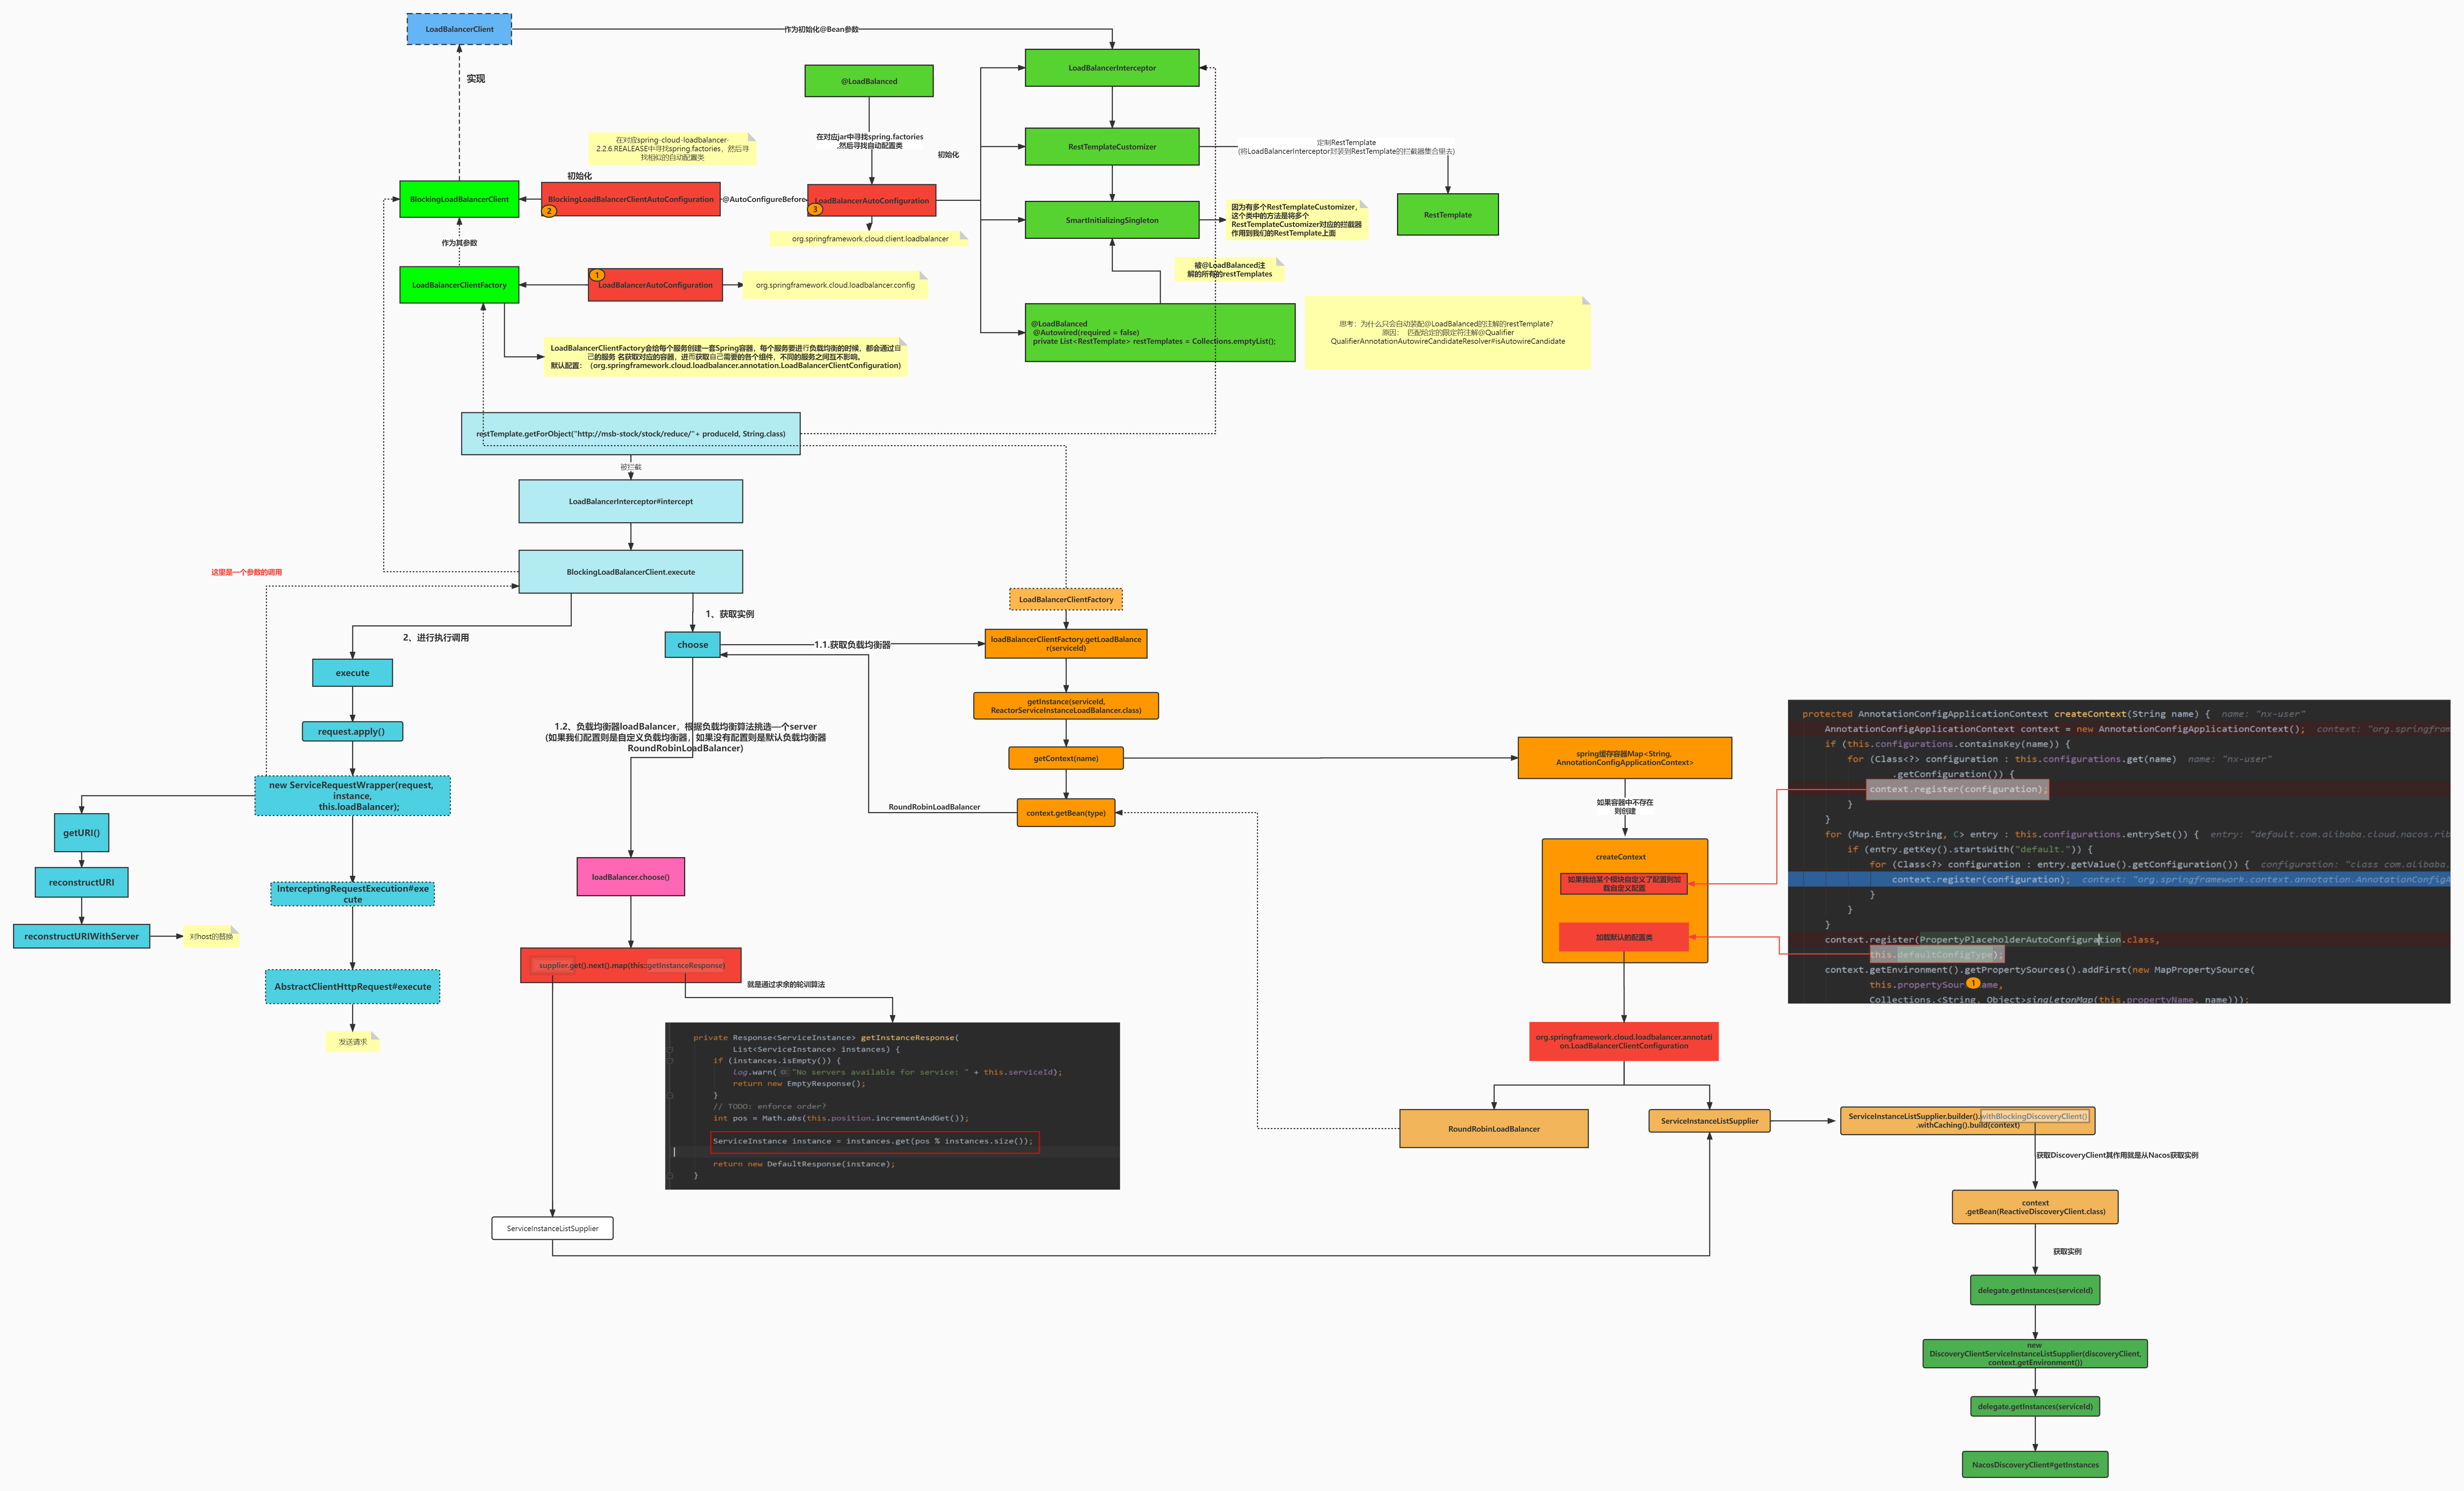 LoadBalancerClient
作为初始化@Bean参数
实现
@LoadBalanced
LoadBalancerInterceptor
在对应spring-cloud-loadbalancer-
2.2.6.REALEASE中寻找spring.factories，然后寻
找相应的自动配置类
在对应jar中寻找spring.factories
,然后寻找自动配置类
初始化
RestTemplateCustomizer
定制RestTemplate
(将LoadBalancerInterceptor封装到RestTemplate的拦截器集合里去)
初始化
BlockingLoadBalancerClient
BlockingLoadBalancerClientAutoConfiguration
2
@AutoConfigureBefore
LoadBalancerAutoConfiguration
3
SmartInitializingSingleton
因为有多个RestTemplateCustomizer，
这个类中的方法是将多个
RestTemplateCustomizer对应的拦截器
作用到我们的RestTemplate上面
RestTemplate
作为其参数
org.springframework.cloud.client.loadbalancer
被@LoadBalanced注
解的所有的restTemplates
LoadBalancerClientFactory
1
LoadBalancerAutoConfiguration
org.springframework.cloud.loadbalancer.config
@LoadBalanced
@Autowired(required = false)
private List<RestTemplate> restTemplates = Collections.emptyList();
思考：为什么只会自动装配@LoadBalanced的注解的restTemplate?
原因： 匹配给定的限定符注解@Qualifier
QualifierAnnotationAutowireCandidateResolver#isAutowireCandidate
LoadBalancerClientFactory会给每个服务创建一套Spring容器，每个服务要进行负载均衡的时候，都会通过自
己的服务 名获取对应的容器，进而获取自己需要的各个组件，不同的服务之间互不影响。
默认配置： (org.springframework.cloud.loadbalancer.annotation.LoadBalancerClientConfiguration)
restTemplate.getForObject("http://msb-stock/stock/reduce/"+ produceId, String.class)
被拦截
LoadBalancerInterceptor#intercept
这里是一个参数的调用
BlockingLoadBalancerClient.execute
LoadBalancerClientFactory
1、获取实例
2、进行执行调用
choose
1.1.获取负载均衡器
loadBalancerClientFactory.getLoadBalance
r(serviceId)
execute
getInstance(serviceId,
ReactorServiceInstanceLoadBalancer.class)
request.apply()
1.2、负载均衡器loadBalancer，根据负载均衡算法挑选一个server
(如果我们配置则是自定义负载均衡器，如果没有配置则是默认负载均衡器
RoundRobinLoadBalancer)
getContext(name)
spring缓存容器Map<String,
AnnotationConfigApplicationContext>
new ServiceRequestWrapper(request,
instance,
this.loadBalancer);
RoundRobinLoadBalancer
context.getBean(type)
如果容器中不存在
则创建
getURI()
createContext
如果我给某个模块自定义了配置则加
载自定义配置
加载默认的配置类
protected AnnotationConfigApplicationContext createContext(String name) { name: "nx-user"
AnnotationConfigApplicationContext context = new AnnotationConfigApplicationContext(); context: "org.springfram
if (this.configurations.containsKey(name)) {
for (Class<?> configuration : this.configurations.get(name) name: "nx-user"
.getConfiguration()) {
context.register(configuration);
}
}
for (Map.Entry<String, C> entry : this.configurations.entrySet()) { entry: "default.com.alibaba.cloud.nacos.rib
if (entry.getKey().startsWith("default.")) {
for (Class<?> configuration : entry.getValue().getConfiguration()) { configuration: "class com.alibaba.
context.register(configuration); context: "org.springframework.context.annotation.AnnotationConfigA
}
}
}
context.register(PropertyPlaceholderAutoConfiguration.class,
this.defaultConfigType);
context.getEnvironment().getPropertySources().addFirst(new MapPropertySource(
this.propertySour 1 ame,
Collections.<String, Object>singletonMap(this.propertyName, name)));
reconstructURI
reconstructURIWithServer
对host的替换
InterceptingRequestExecution#exe
cute
AbstractClientHttpRequest#execute
发送请求
loadBalancer.choose()
supplier.get().next().map(this::getInstanceResponse)
就是通过求余的轮训算法
private Response<ServiceInstance> getInstanceResponse(
List<ServiceInstance> instances) {
if (instances.isEmpty()) {
log.warn( "No servers available for service: " + this.serviceId);
return new EmptyResponse();
}
// TODO: enforce order?
int pos = Math.abs(this.position.incrementAndGet());
ServiceInstance instance = instances.get(pos % instances.size());
return new DefaultResponse(instance);
}
org.springframework.cloud.loadbalancer.annotati
on.LoadBalancerClientConfiguration
RoundRobinLoadBalancer
ServiceInstanceListSupplier
ServiceInstanceListSupplier.builder().withBlockingDiscoveryClient()
.withCaching().build(context)
获取DiscoveryClient其作用就是从Nacos获取实例
context
.getBean(ReactiveDiscoveryClient.class)
ServiceInstanceListSupplier
获取实例
delegate.getInstances(serviceId)
new
DiscoveryClientServiceInstanceListSupplier(discoveryClient,
context.getEnvironment())
delegate.getInstances(serviceId)
NacosDiscoveryClient#getInstances